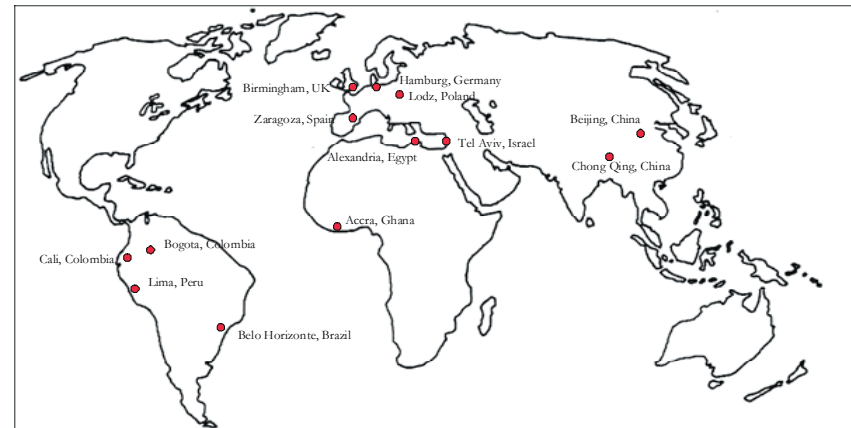 Hamburg, Germany
Birmingham, UK
Lodz, Poland
Zaragoza, Spain
Beijing, China
Tel Aviv, Israel
Alexandria, Egypt
Chong Qing, China
Accra, Ghana
Bogota, Colombia
Cali, Colombia
Lima, Peru
Belo Horizonte, Brazil